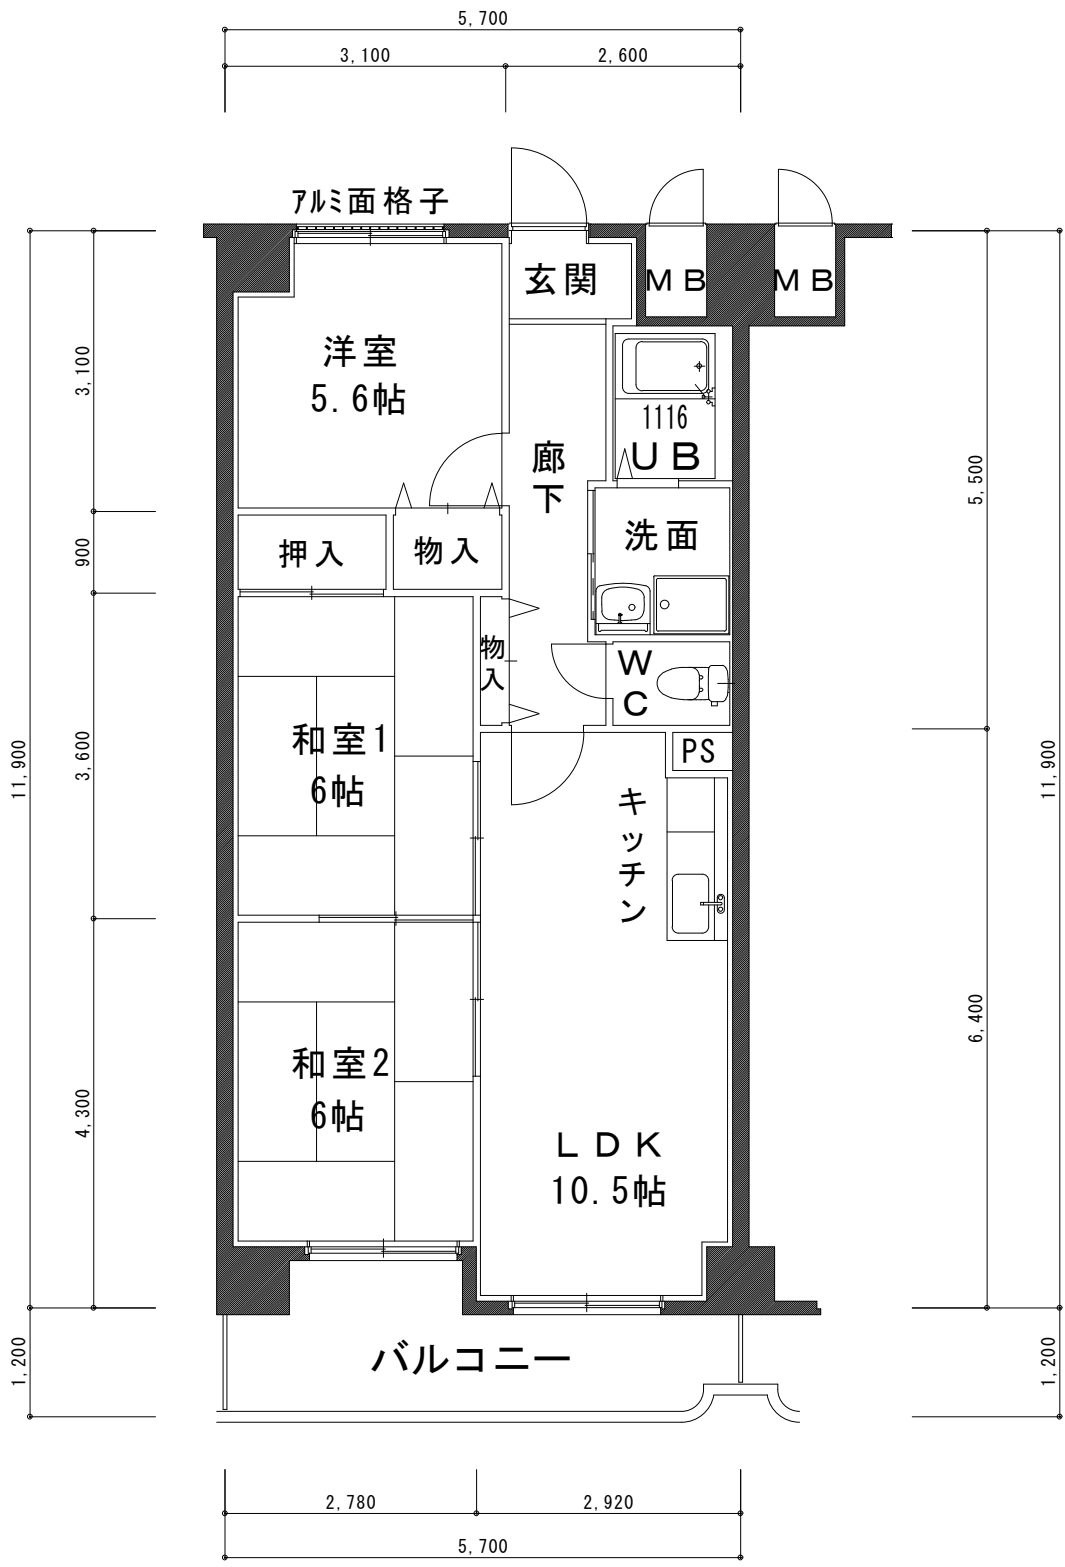 5,700
3,100
2,600
ｱﾙﾐ面格子
玄関
ＭＢ
ＭＢ
洋室
5.6帖
1116
ＵＢ
廊下
洗面
押入
物入
物入
ＷＣ
PS
和室1
6帖
キッチン
和室2
6帖
ＬＤＫ
10.5帖
バルコニー
11,900
3,100
900
3,600
4,300
1,200
5,500
6,400
11,900
1,200
2,780
2,920
5,700